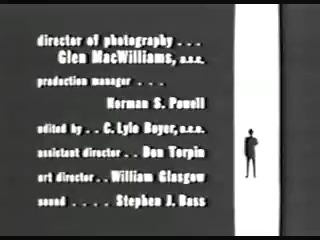 director of photography . . .
Glen MacWilliams, A.S.C.
production manager . . .
Norman S. Powell
edited by . . C. Lyle Boyer, A.C.E.
assistant director . . Don Torpin
art director . . William Glasgow
sound . . . . Stephen J. Bass